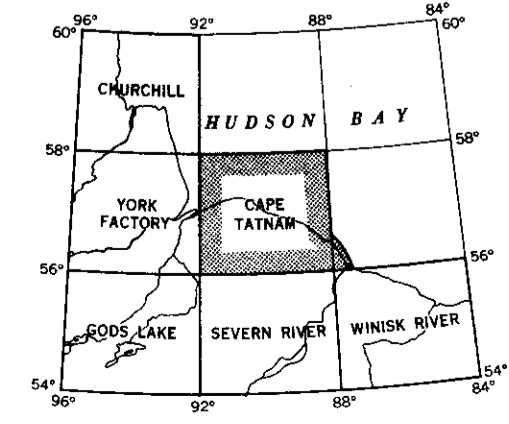 96° 92° 88° 84°
60° 60°
CHURCHILL
HUDSON BAY
58° 58°
YORK
FACTORY
CAPE
TATNAM
56° 56°
GODS LAKE SEVERN RIVER WINISK RIVER
54° 54°
96° 92° 88° 84°